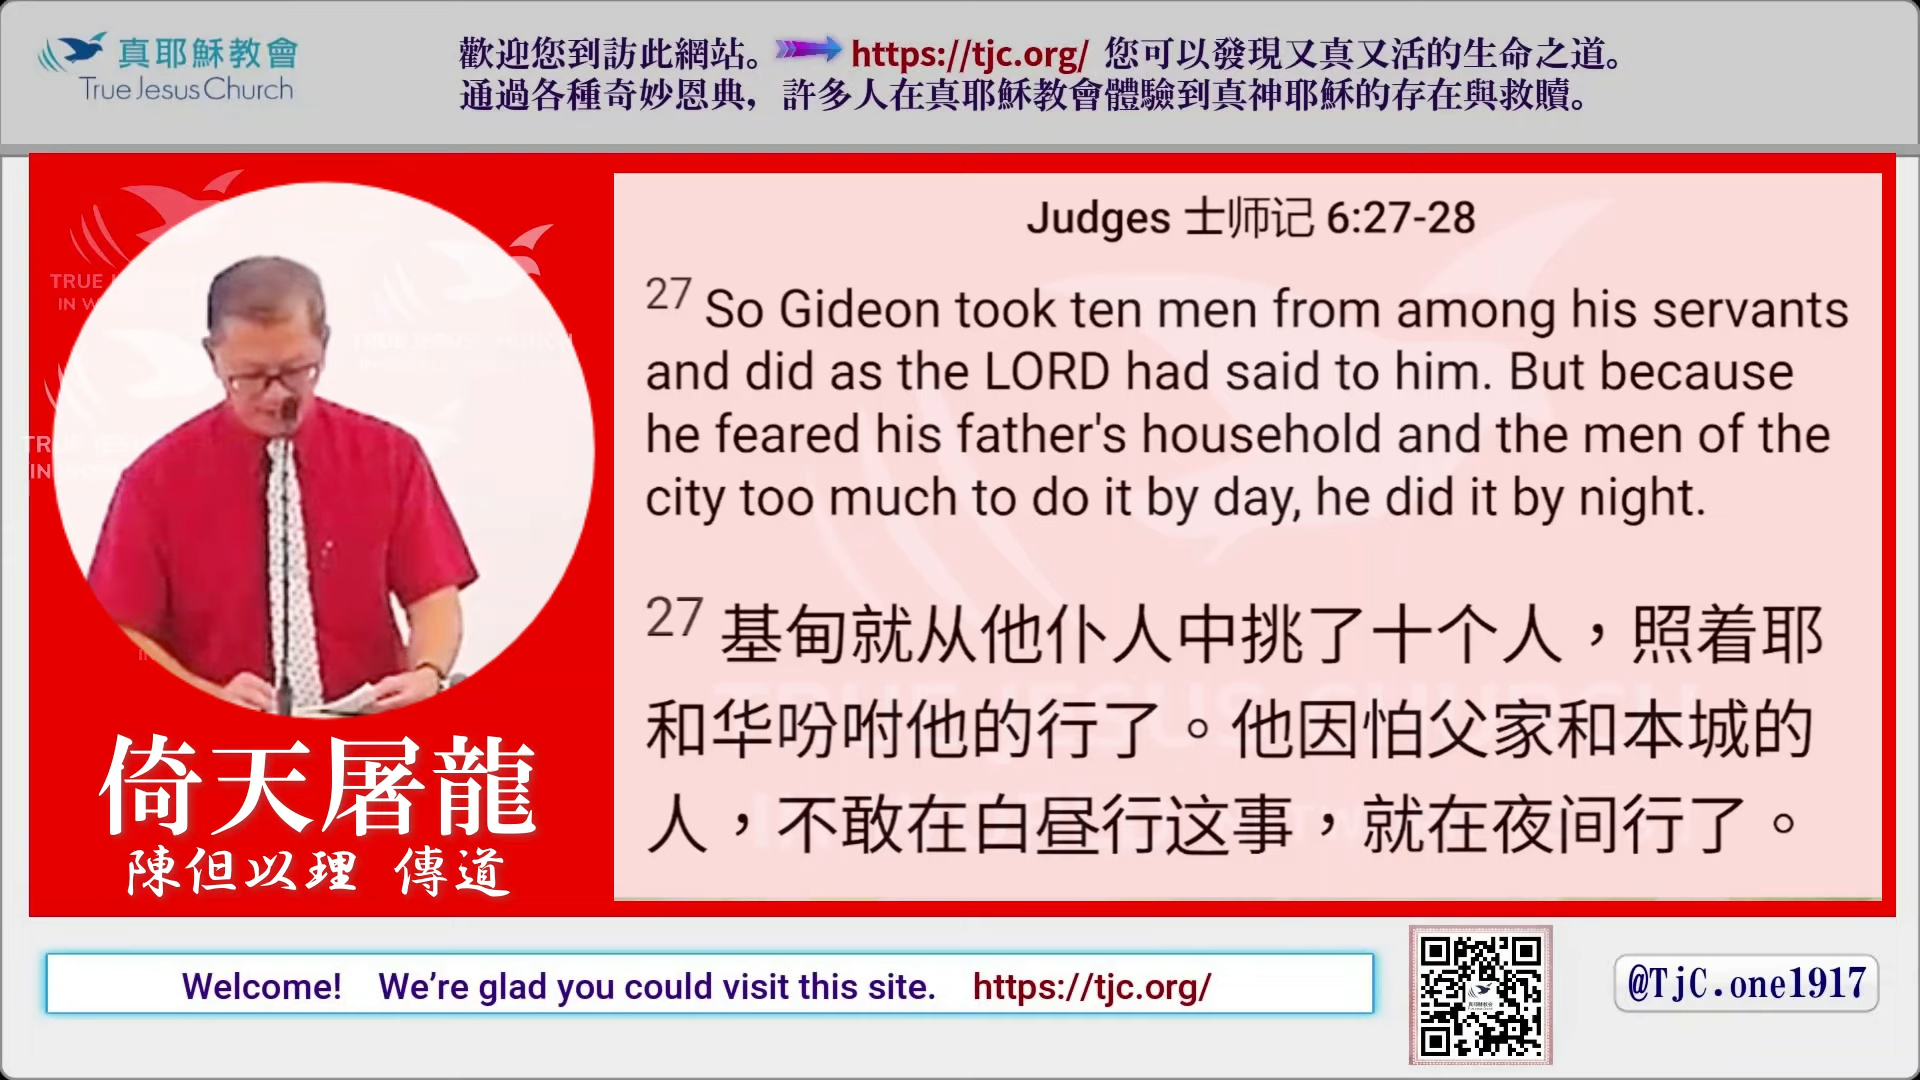 真耶穌教會
True Jesus Church
歡迎您到訪此網站。 https://tjc.org/ 您可以發現又真又活的生命之道。
通過各種奇妙恩典，許多人在真耶穌教會體驗到真神耶穌的存在與救贖。
Judges 士师记 6:27-28
27 So Gideon took ten men from among his servants
and did as the LORD had said to him. But because
he feared his father's household and the men of the
city too much to do it by day, he did it by night.
27 基甸就从他仆人中挑了十个人，照着耶
和华吩咐他的行了。他因怕父家和本城的
人，不敢在白昼行这事，就在夜间行了。
倚天屠龍
陳但以理 傳道
Welcome! We’re glad you could visit this site. https://tjc.org/
@TjC.one1917